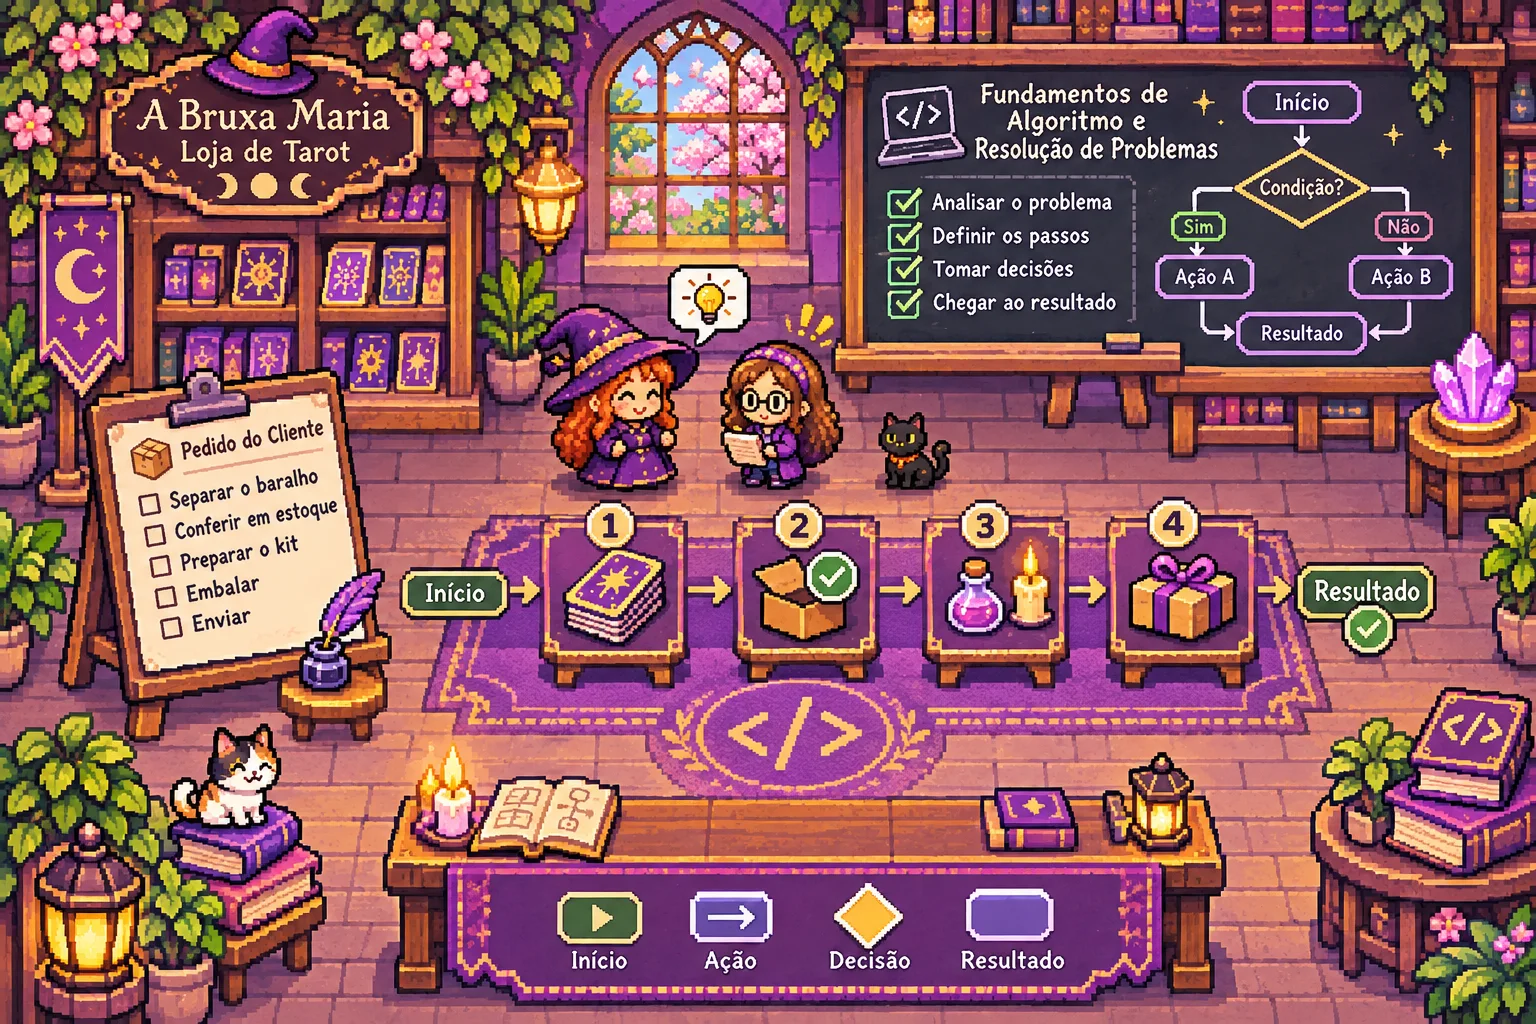 A Bruxa Maria
Loja de Tarot
</>
Fundamentos de
Algoritmo e
Resolução de Problemas
Analisar o problema
Definir os passos
Tomar decisões
Chegar ao resultado
Início
Condição?
Sim
Não
Ação A
Ação B
Resultado
Pedido do Cliente
Separar o baralho
Conferir em estoque
Preparar o kit
Embalar
Enviar
Início
1
2
3
4
Resultado
</>
</>
Início
Ação
Decisão
Resultado